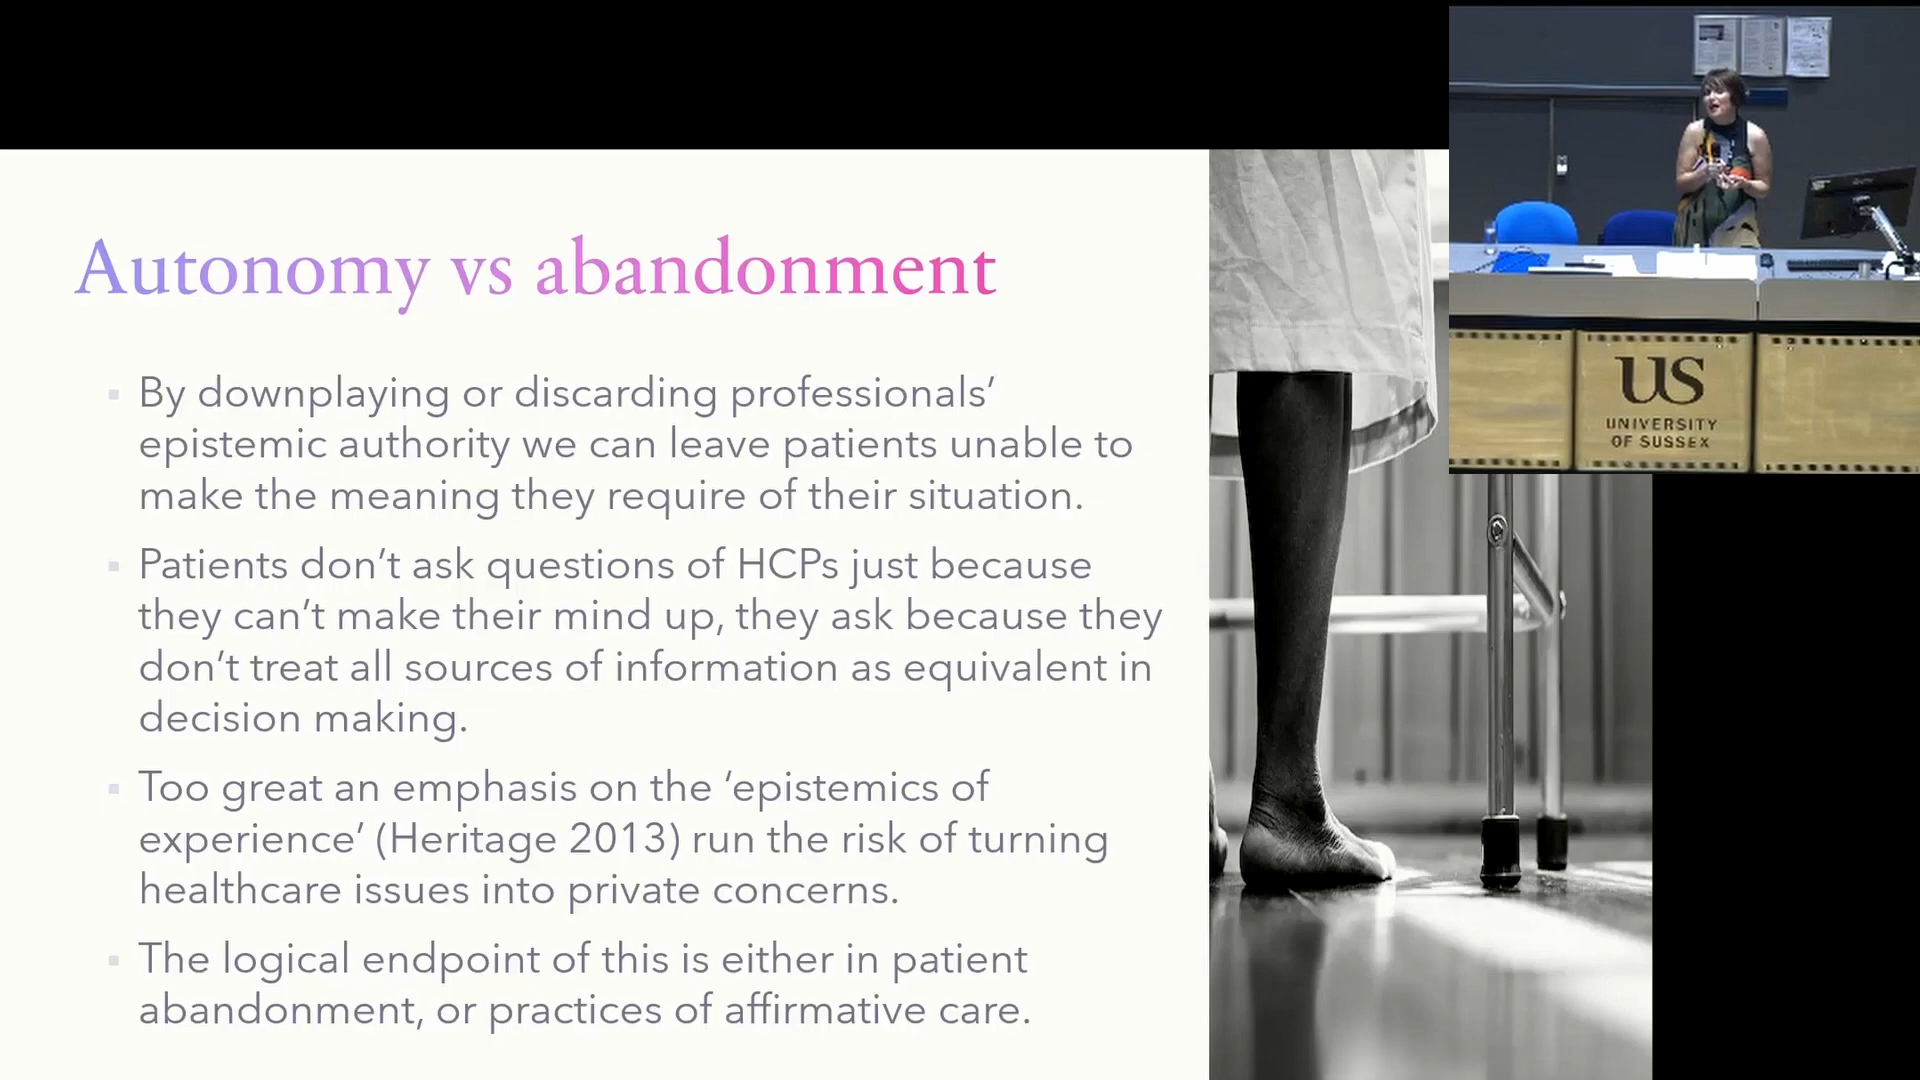 Autonomy vs abandonment
By downplaying or discarding professionals’
epistemic authority we can leave patients unable to
make the meaning they require of their situation.
Patients don’t ask questions of HCPs just because
they can’t make their mind up, they ask because they
don’t treat all sources of information as equivalent in
decision making.
Too great an emphasis on the ‘epistemics of
experience’ (Heritage 2013) run the risk of turning
healthcare issues into private concerns.
The logical endpoint of this is either in patient
abandonment, or practices of affirmative care.
US
UNIVERSITY
OF SUSSEX